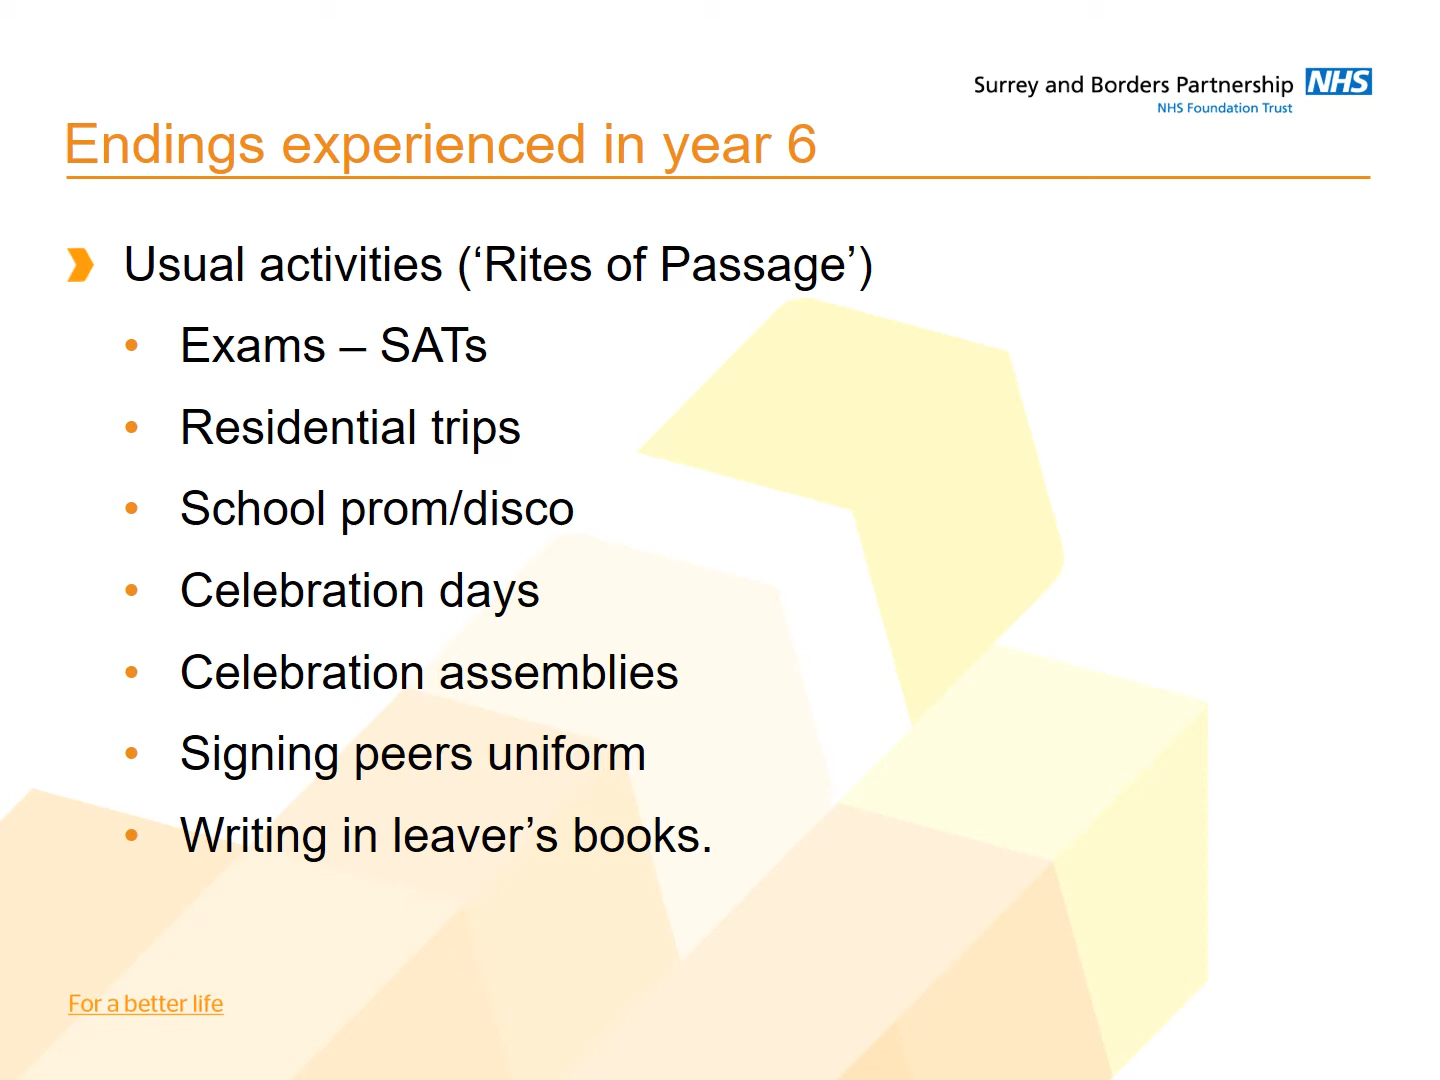 Surrey and Borders Partnership NHS
NHS Foundation Trust
Endings experienced in year 6
Usual activities (‘Rites of Passage’)
• Exams – SATs
• Residential trips
• School prom/disco
• Celebration days
• Celebration assemblies
• Signing peers uniform
• Writing in leaver’s books.
For a better life